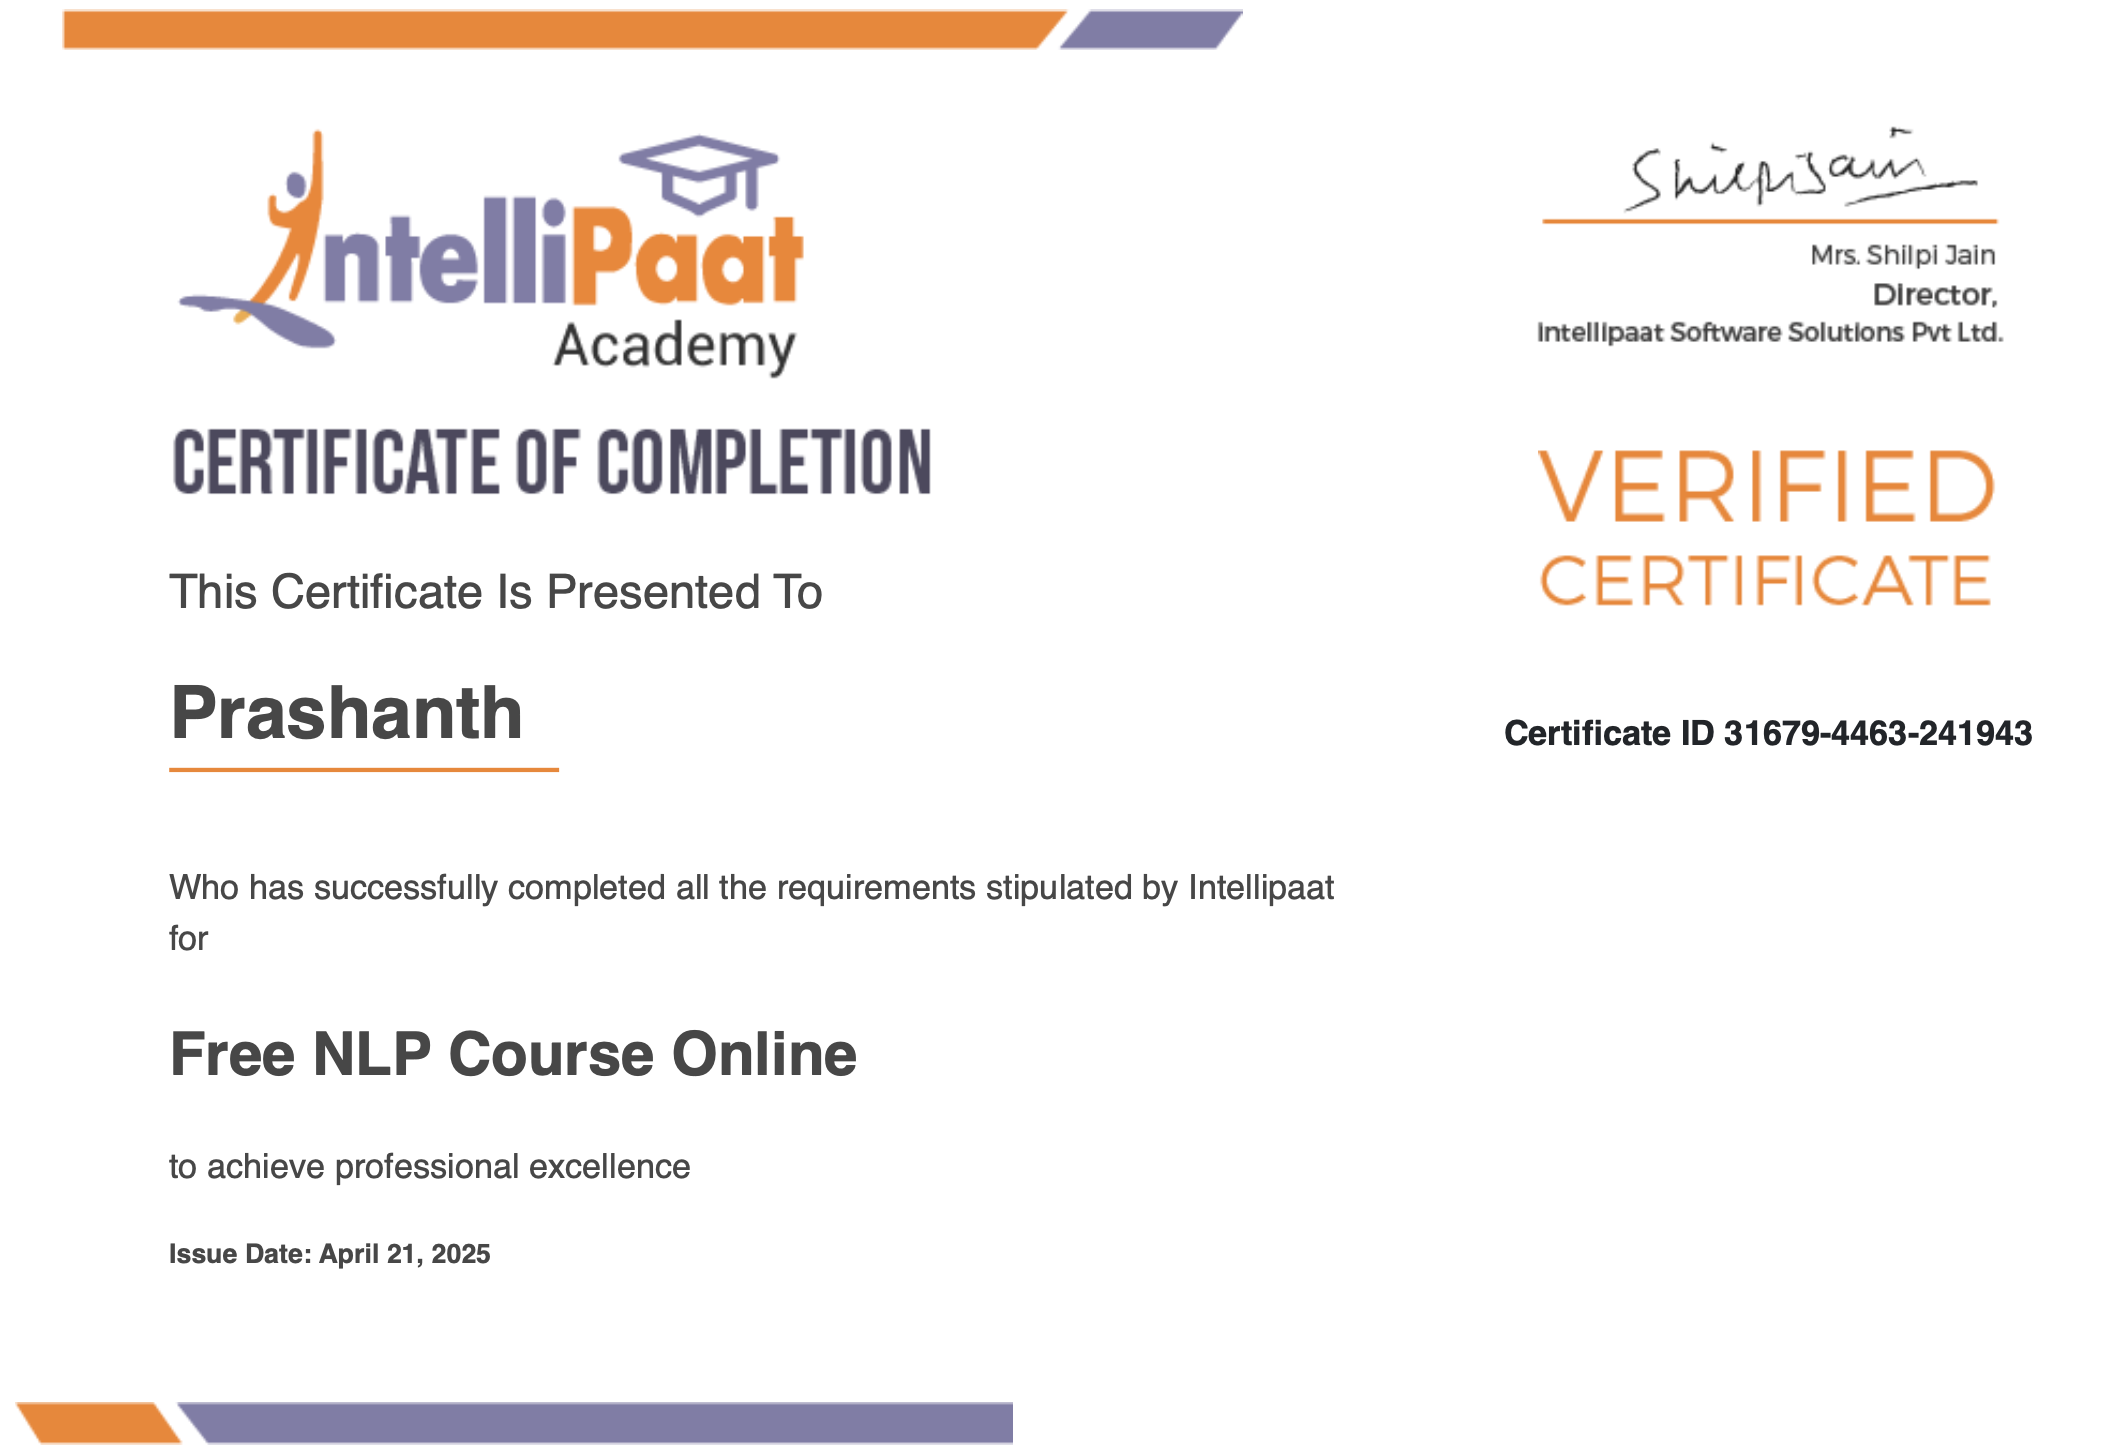 IntelliPaat
Academy
CERTIFICATE OF COMPLETION
This Certificate Is Presented To
Prashanth
Who has successfully completed all the requirements stipulated by Intellipaat
for
Free NLP Course Online
to achieve professional excellence
Issue Date: April 21, 2025
Shilpi Jain
Mrs. Shilpi Jain
Director,
Intellipaat Software Solutions Pvt Ltd.
VERIFIED
CERTIFICATE
Certificate ID 31679-4463-241943